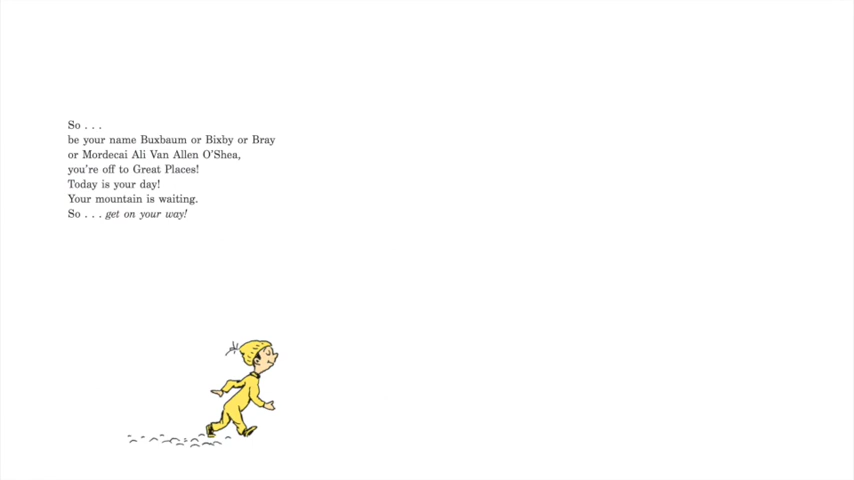 So . . .
be your name Buxbaum or Bixby or Bray
or Mordecai Ali Van Allen O'Shea,
you're off to Great Places!
Today is your day!
Your mountain is waiting.
So . . . get on your way!